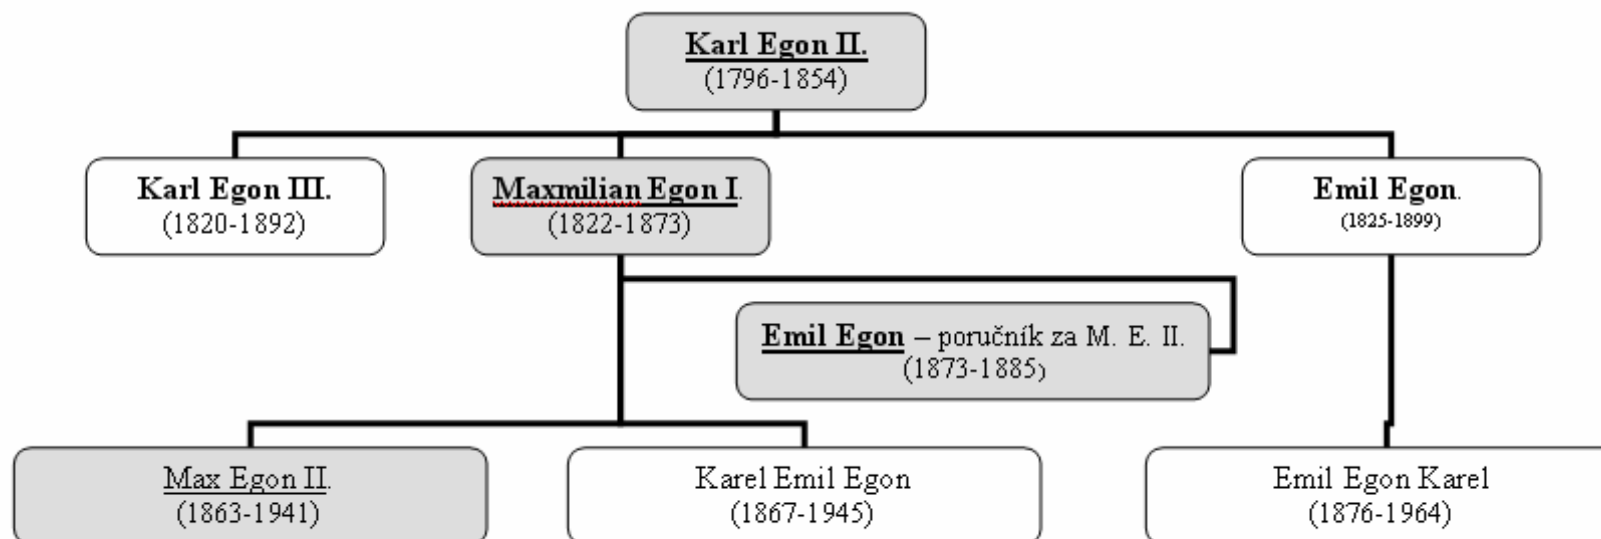 Karl Egon II.
(1796-1854)
Karl Egon III.
(1820-1892)
Maxmilian Egon I.
(1822-1873)
Emil Egon.
(1825-1899)
Emil Egon – poručník za M. E. II.
(1873-1885)
Max Egon II.
(1863-1941)
Karel Emil Egon
(1867-1945)
Emil Egon Karel
(1876-1964)